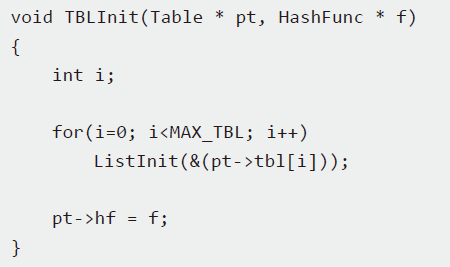 void TBLInit(Table * pt, HashFunc * f)
{
    int i;

    for(i=0; i<MAX_TBL; i++)
        ListInit(&(pt->tbl[i]));

    pt->hf = f;
}